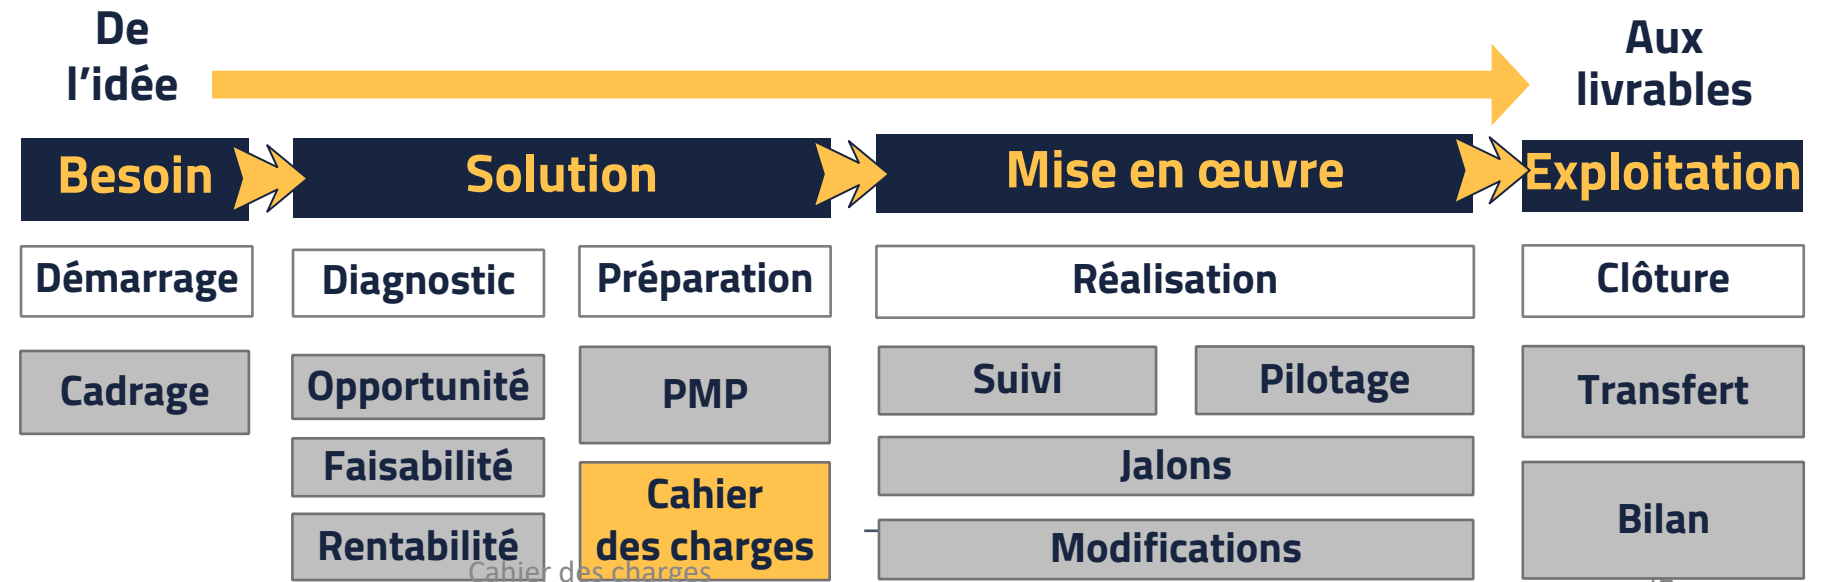 De
l’idée
Aux
livrables
Besoin
Solution
Mise en œuvre
Exploitation
Démarrage
Diagnostic
Préparation
Réalisation
Clôture
Cadrage
Opportunité
Faisabilité
Rentabilité
PMP
Cahier
des charges
Suivi
Pilotage
Jalons
Modifications
Transfert
Bilan
Cahier des charges